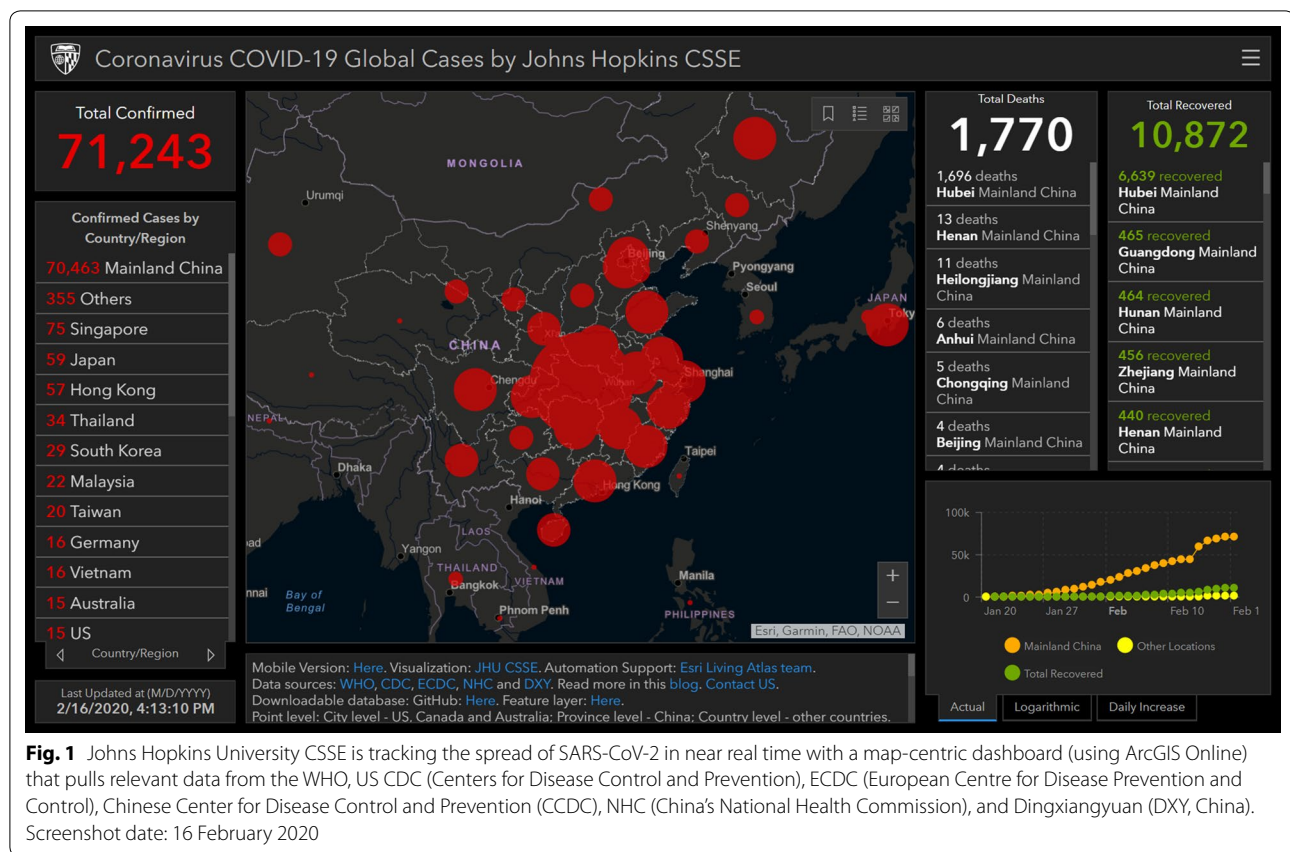 Coronavirus COVID-19 Global Cases by Johns Hopkins CSSE
Total Confirmed
71,243
Confirmed Cases by
Country/Region
70,463 Mainland China
355 Others
75 Singapore
59 Japan
57 Hong Kong
34 Thailand
29 South Korea
22 Malaysia
20 Taiwan
16 Germany
16 Vietnam
15 Australia
15 US
Country/Region
Last Updated at (M/D/YYYY)
2/16/2020, 4:13:10 PM
MONGOLIA
Urumqi
Shenyang
Beijing
Pyongyang
Seoul
JAPAN
Toky
Xi'an
CHINA
Chengdu
Wuhan
Shanghai
NEPAL
Dhaka
Taipei
Hong Kong
Hanoi
LAOS
Yangon
THAILAND
Bangkok
VIETNAM
Manila
nnai
Bay of
Bengal
Phnom Penh
PHILIPPINES
+
−
Esri, Garmin, FAO, NOAA
Mobile Version: Here. Visualization: JHU CSSE. Automation Support: Esri Living Atlas team.
Data sources: WHO, CDC, ECDC, NHC and DXY. Read more in this blog. Contact US.
Downloadable database: GitHub: Here. Feature layer: Here.
Point level: City level - US, Canada and Australia; Province level - China; Country level - other countries.
Total Deaths
1,770
1,696 deaths
Hubei Mainland China
13 deaths
Henan Mainland China
11 deaths
Heilongjiang Mainland
China
6 deaths
Anhui Mainland China
5 deaths
Chongqing Mainland
China
4 deaths
Beijing Mainland China
4 deaths
Total Recovered
10,872
6,639 recovered
Hubei Mainland
China
465 recovered
Guangdong Mainland
China
464 recovered
Hunan Mainland
China
456 recovered
Zhejiang Mainland
China
440 recovered
Henan Mainland
China
100k
50k
0
Jan 20 Jan 27 Feb Feb 10 Feb 1
Mainland China Other Locations
Total Recovered
Actual Logarithmic Daily Increase
Fig. 1 Johns Hopkins University CSSE is tracking the spread of SARS-CoV-2 in near real time with a map-centric dashboard (using ArcGIS Online)
that pulls relevant data from the WHO, US CDC (Centers for Disease Control and Prevention), ECDC (European Centre for Disease Prevention and
Control), Chinese Center for Disease Control and Prevention (CCDC), NHC (China's National Health Commission), and Dingxiangyuan (DXY, China).
Screenshot date: 16 February 2020